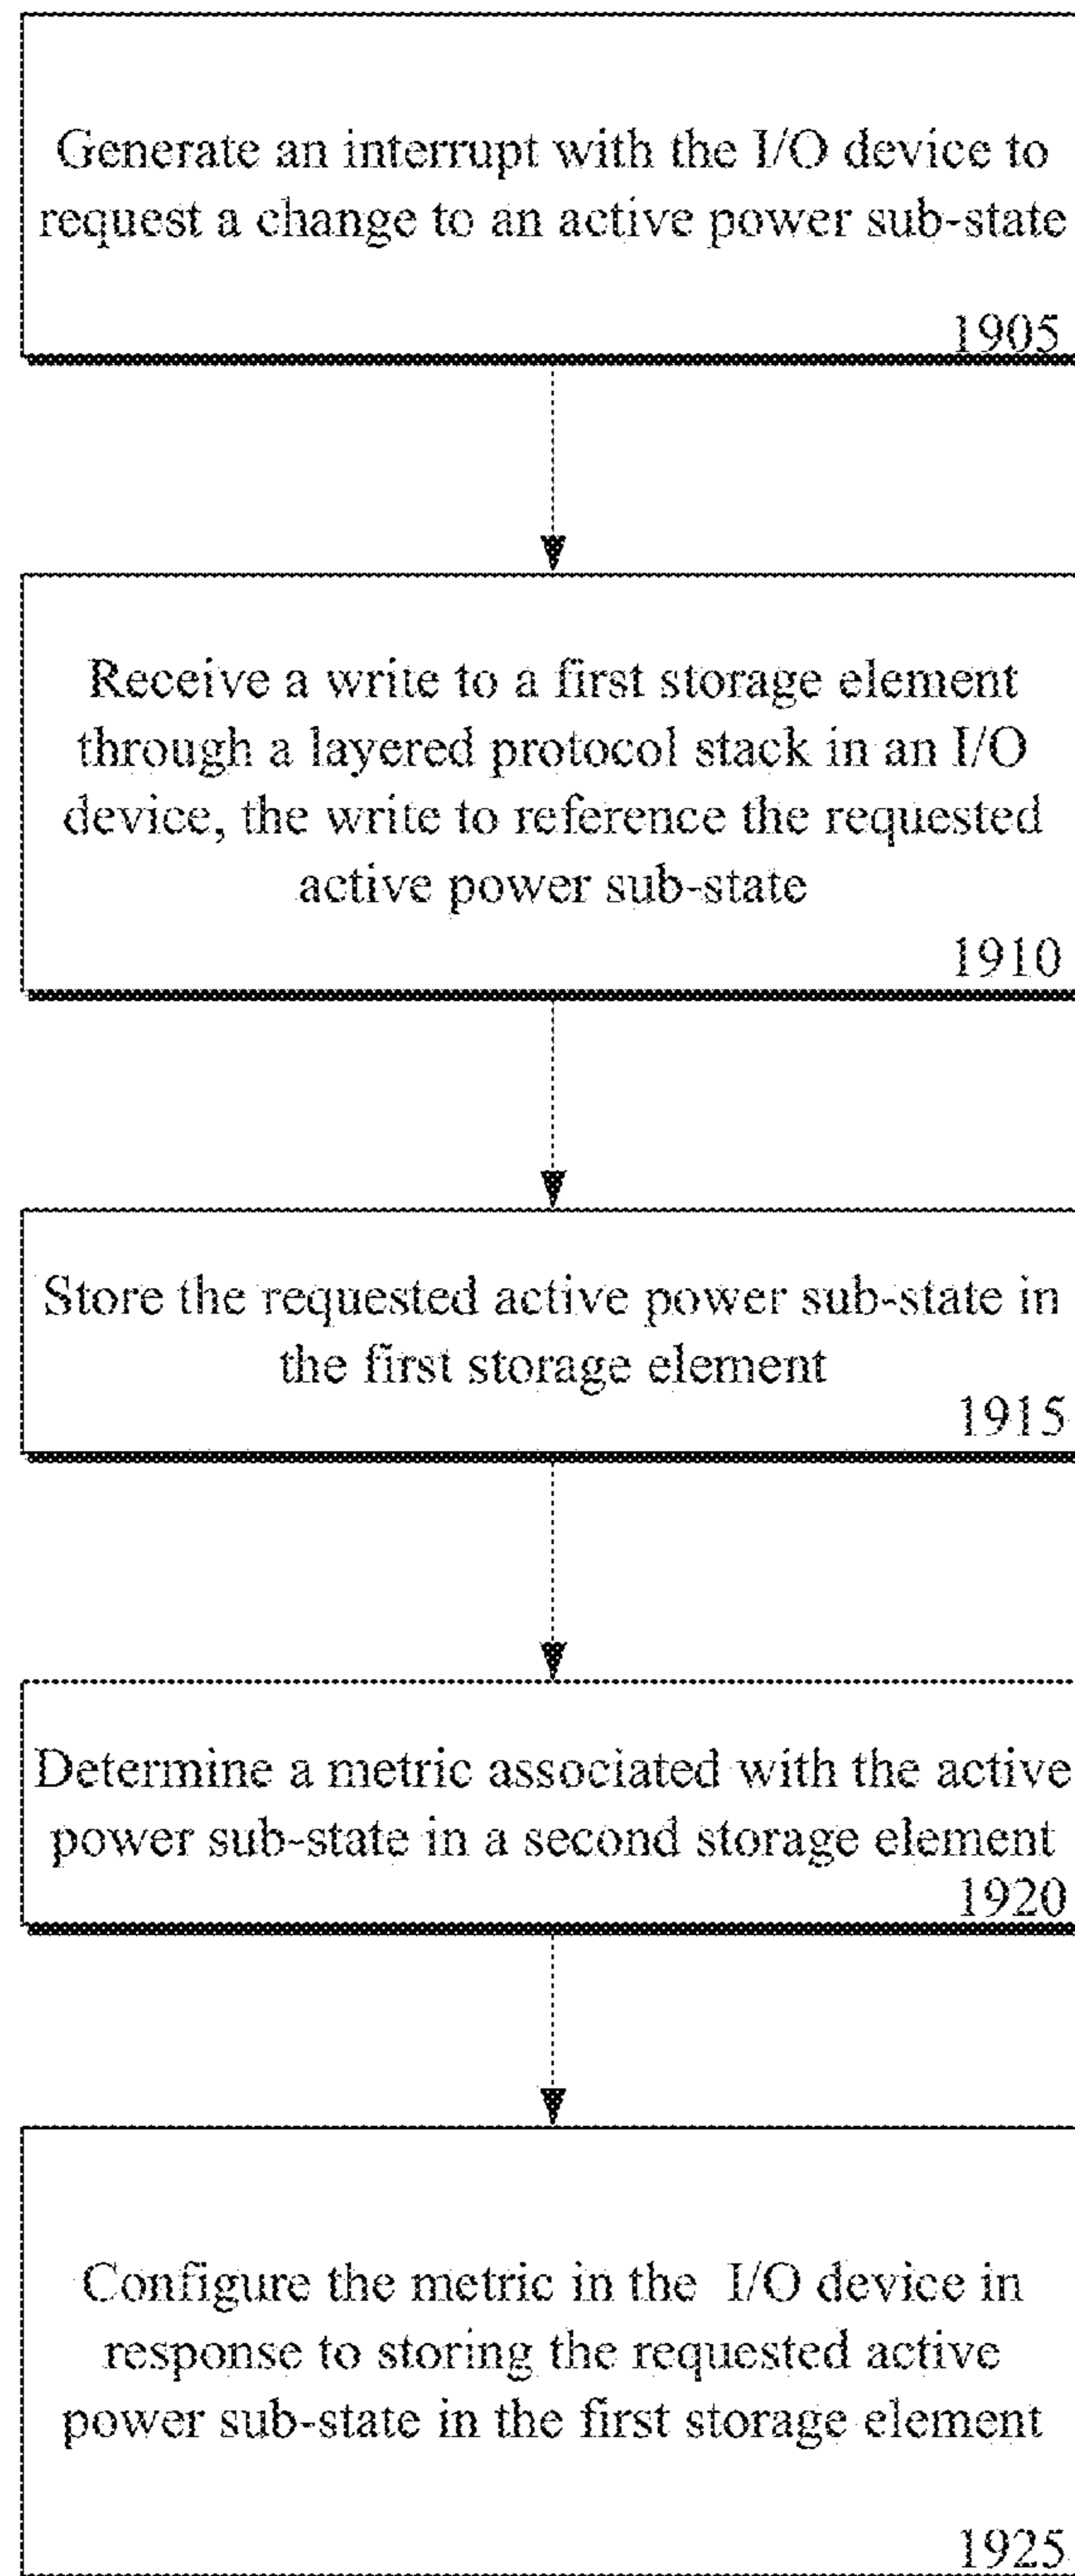 Generate an interrupt with the I/O device to
request a change to an active power sub-state
1905
Receive a write to a first storage element
through a layered protocol stack in an I/O
device, the write to reference the requested
active power sub-state
1910
Store the requested active power sub-state in
the first storage element
1915
Determine a metric associated with the active
power sub-state in a second storage element
1920
Configure the metric in the I/O device in
response to storing the requested active
power sub-state in the first storage element
1925